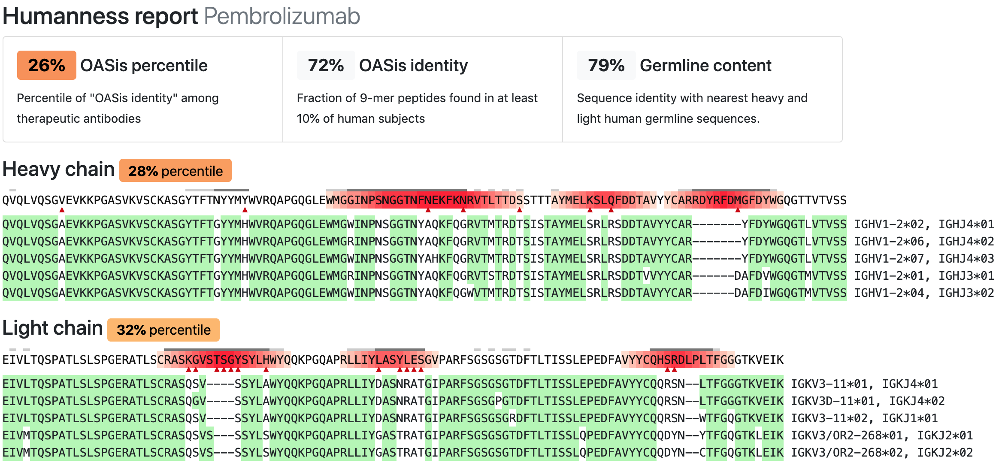 Humanness report Pembrolizumab
26% OASis percentile
Percentile of "OASis identity" among
therapeutic antibodies
72% OASis identity
Fraction of 9-mer peptides found in at least
10% of human subjects
79% Germline content
Sequence identity with nearest heavy and
light human germline sequences.
Heavy chain 28% percentile
QVQLVQSGVEVKKPGASVKVSCKASGYTFTNYYMYWVRQAPGQGLEWMGGINPSNGGTNFNEKFKNRVTLTTDSSTTTAYMELKSLQFDDTAVYYCARRDYRFDMGFDYWGQGTTVTVSS
QVQLVQSGAEVKKPGASVKVSCKASGYTFTGYYMHWVRQAPGQGLEWMGWINPNSGGTNYAQKFQGRVTMTRDTSISTAYMELSRLRSDDTAVYYCAR-------YFDYWGQGTLVTVSS IGHV1-2*02, IGHJ4*01
QVQLVQSGAEVKKPGASVKVSCKASGYTFTGYYMHWVRQAPGQGLEWMGRINPNSGGTNYAQKFQGRVTMTRDTSISTAYMELSRLRSDDTAVYYCAR-------YFDYWGQGTLVTVSS IGHV1-2*06, IGHJ4*02
QVQLVQSGAEVKKPGASVKVSCKASGYTFTGYYMHWVRQAPGQGLEWMGWINPNSGGTNYAHKFQGRVTMTRDTSISTAYMELSRLRSDDTAVYYCAR-------YFDYWGQGTLVTVSS IGHV1-2*07, IGHJ4*03
QVQLVQSGAEVKKPGASVKVSCKASGYTFTGYYMHWVRQAPGQGLEWMGRINPNSGGTNYAQKFQGRVTSTRDTSISTAYMELSRLRSDDTVVYYCAR------DAFDVWGQGTMVTVSS IGHV1-2*01, IGHJ3*01
QVQLVQSGAEVKKPGASVKVSCKASGYTFTGYYMHWVRQAPGQGLEWMGWINPNSGGTNYAQKFQGWVTMTRDTSISTAYMELSRLRSDDTAVYYCAR------DAFDIWGQGTMVTVSS IGHV1-2*04, IGHJ3*02
Light chain 32% percentile
EIVLTQSPATLSLSPGERATLSCRASKGVSTSGYSYLHWYQQKPGQAPRLLIYLASYLESGVPARFSGSGSGTDFTLTISSLEPEDFAVYYCQHSRDLPLTFGGGTKVEIK
EIVLTQSPATLSLSPGERATLSCRASQSV----SSYLAWYQQKPGQAPRLLIYDASNRATGIPARFSGSGSGTDFTLTISSLEPEDFAVYYCQQRSN--LTFGGGTKVEIK IGKV3-11*01, IGKJ4*01
EIVLTQSPATLSLSPGERATLSCRASQGV----SSYLAWYQQKPGQAPRLLIYDASNRATGIPARFSGSGPGTDFTLTISSLEPEDFAVYYCQQRSN--LTFGGGTKVEIK IGKV3D-11*01, IGKJ4*02
EIVLTQSPATLSLSPGERATLSCRASQSV----SSYLAWYQQKPGQAPRLLIYDASNRATGIPARFSGSGSGRDFTLTISSLEPEDFAVYYCQQRSN--WTFGQGTKVEIK IGKV3-11*02, IGKJ1*01
EIVMTQSPATLSLSPGERATLSCRASQSVS---SSYLSWYQQKPGQAPRLLIYGASTRATGIPARFSGSGSGTDFTLTISSLQPEDFAVYYCQQDYN--YTFGQGTKLEIK IGKV3/OR2-268*01, IGKJ2*01
EIVMTQSPATLSLSPGERATLSCRASQSVS---SSYLSWYQQKPGQAPRLLIYGASTRATGIPARFSGSGSGTDFTLTISSLQPEDFAVYYCQQDYN--CTFGQGTKLEIK IGKV3/OR2-268*02, IGKJ2*02